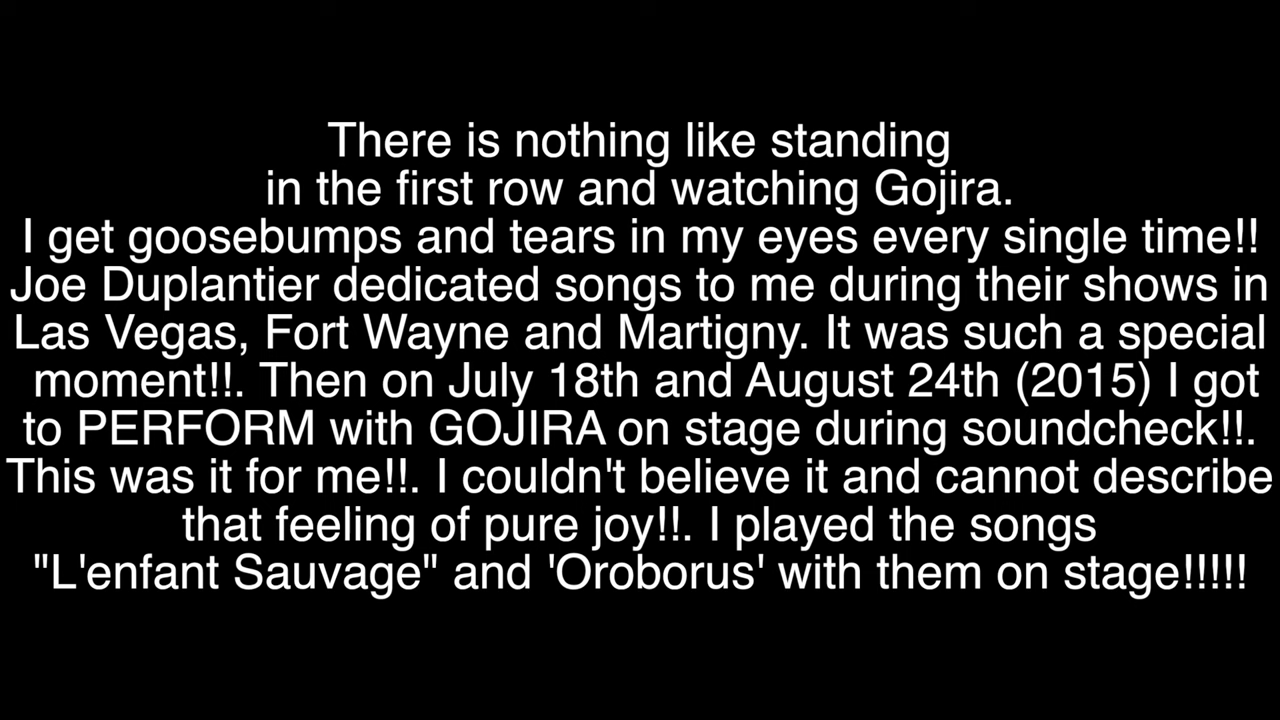 There is nothing like standing
in the first row and watching Gojira.
I get goosebumps and tears in my eyes every single time!!
Joe Duplantier dedicated songs to me during their shows in
Las Vegas, Fort Wayne and Martigny. It was such a special
moment!!. Then on July 18th and August 24th (2015) I got
to PERFORM with GOJIRA on stage during soundcheck!!.
This was it for me!!. I couldn't believe it and cannot describe
that feeling of pure joy!!. I played the songs
"L'enfant Sauvage" and 'Oroborus' with them on stage!!!!!